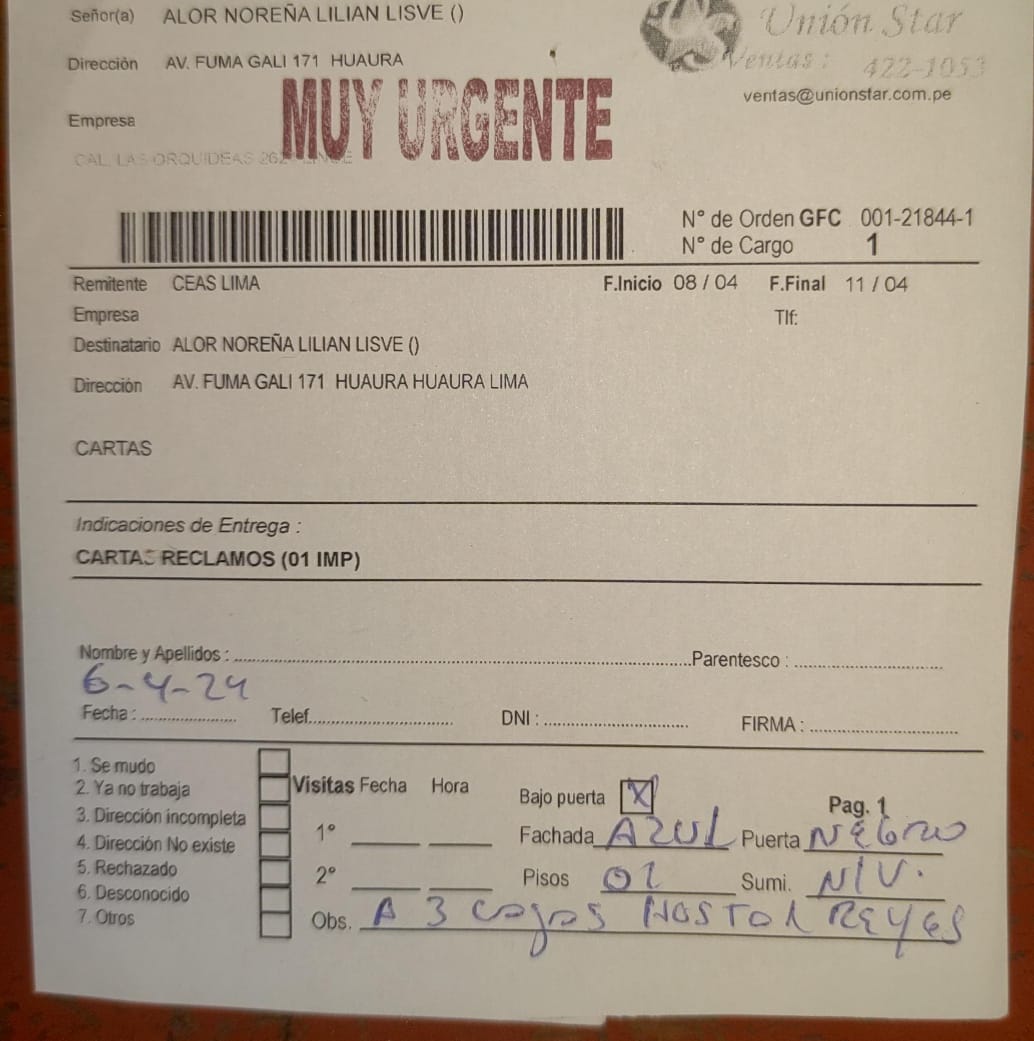 Señor(a) ALOR NOREÑA LILIAN LISVE ()
Unión Star
Dirección AV. FUMA GALI 171 HUAURA
Ventas : 422-1053
ventas@unionstar.com.pe
Empresa
MUY URGENTE
CAL. LAS ORQUIDEAS
N° de Orden GFC 001-21844-1
N° de Cargo 1
Remitente CEAS LIMA F.Inicio 08 / 04 F.Final 11 / 04
Empresa Tlf:
Destinatario ALOR NOREÑA LILIAN LISVE ()
Dirección AV. FUMA GALI 171 HUAURA HUAURA LIMA
CARTAS
Indicaciones de Entrega :
CARTAS RECLAMOS (01 IMP)
Nombre y Apellidos : Parentesco :
6-4-24
Fecha : Telef. DNI : FIRMA :
1. Se mudo
2. Ya no trabaja
3. Dirección incompleta
4. Dirección No existe
5. Rechazado
6. Desconocido
7. Otros
Visitas Fecha Hora
1°
2°
Bajo puerta X Pag. 1
Fachada AZUL Puerta NEGRO
Pisos 01 Sumi. N/V.
Obs. A 3 HOSTAL REYES